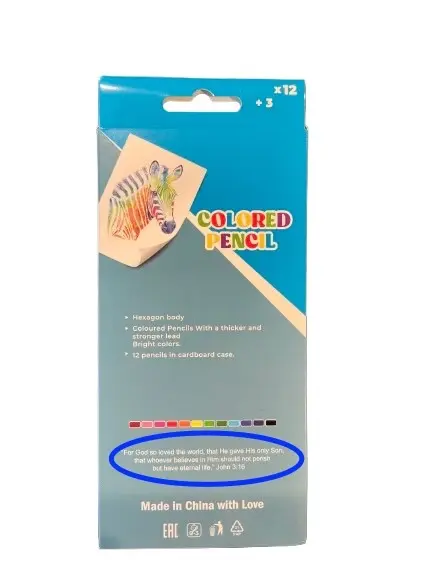 x12
+ 3
COLORED
PENCIL
Hexagon body
Coloured Pencils With a thicker and
stronger lead
Bright colors.
12 pencils in cardboard case.
"For God so loved the world, that He gave His only Son,
that whoever believes in Him should not perish
but have eternal life." John 3:16
Made in China with Love
EAC